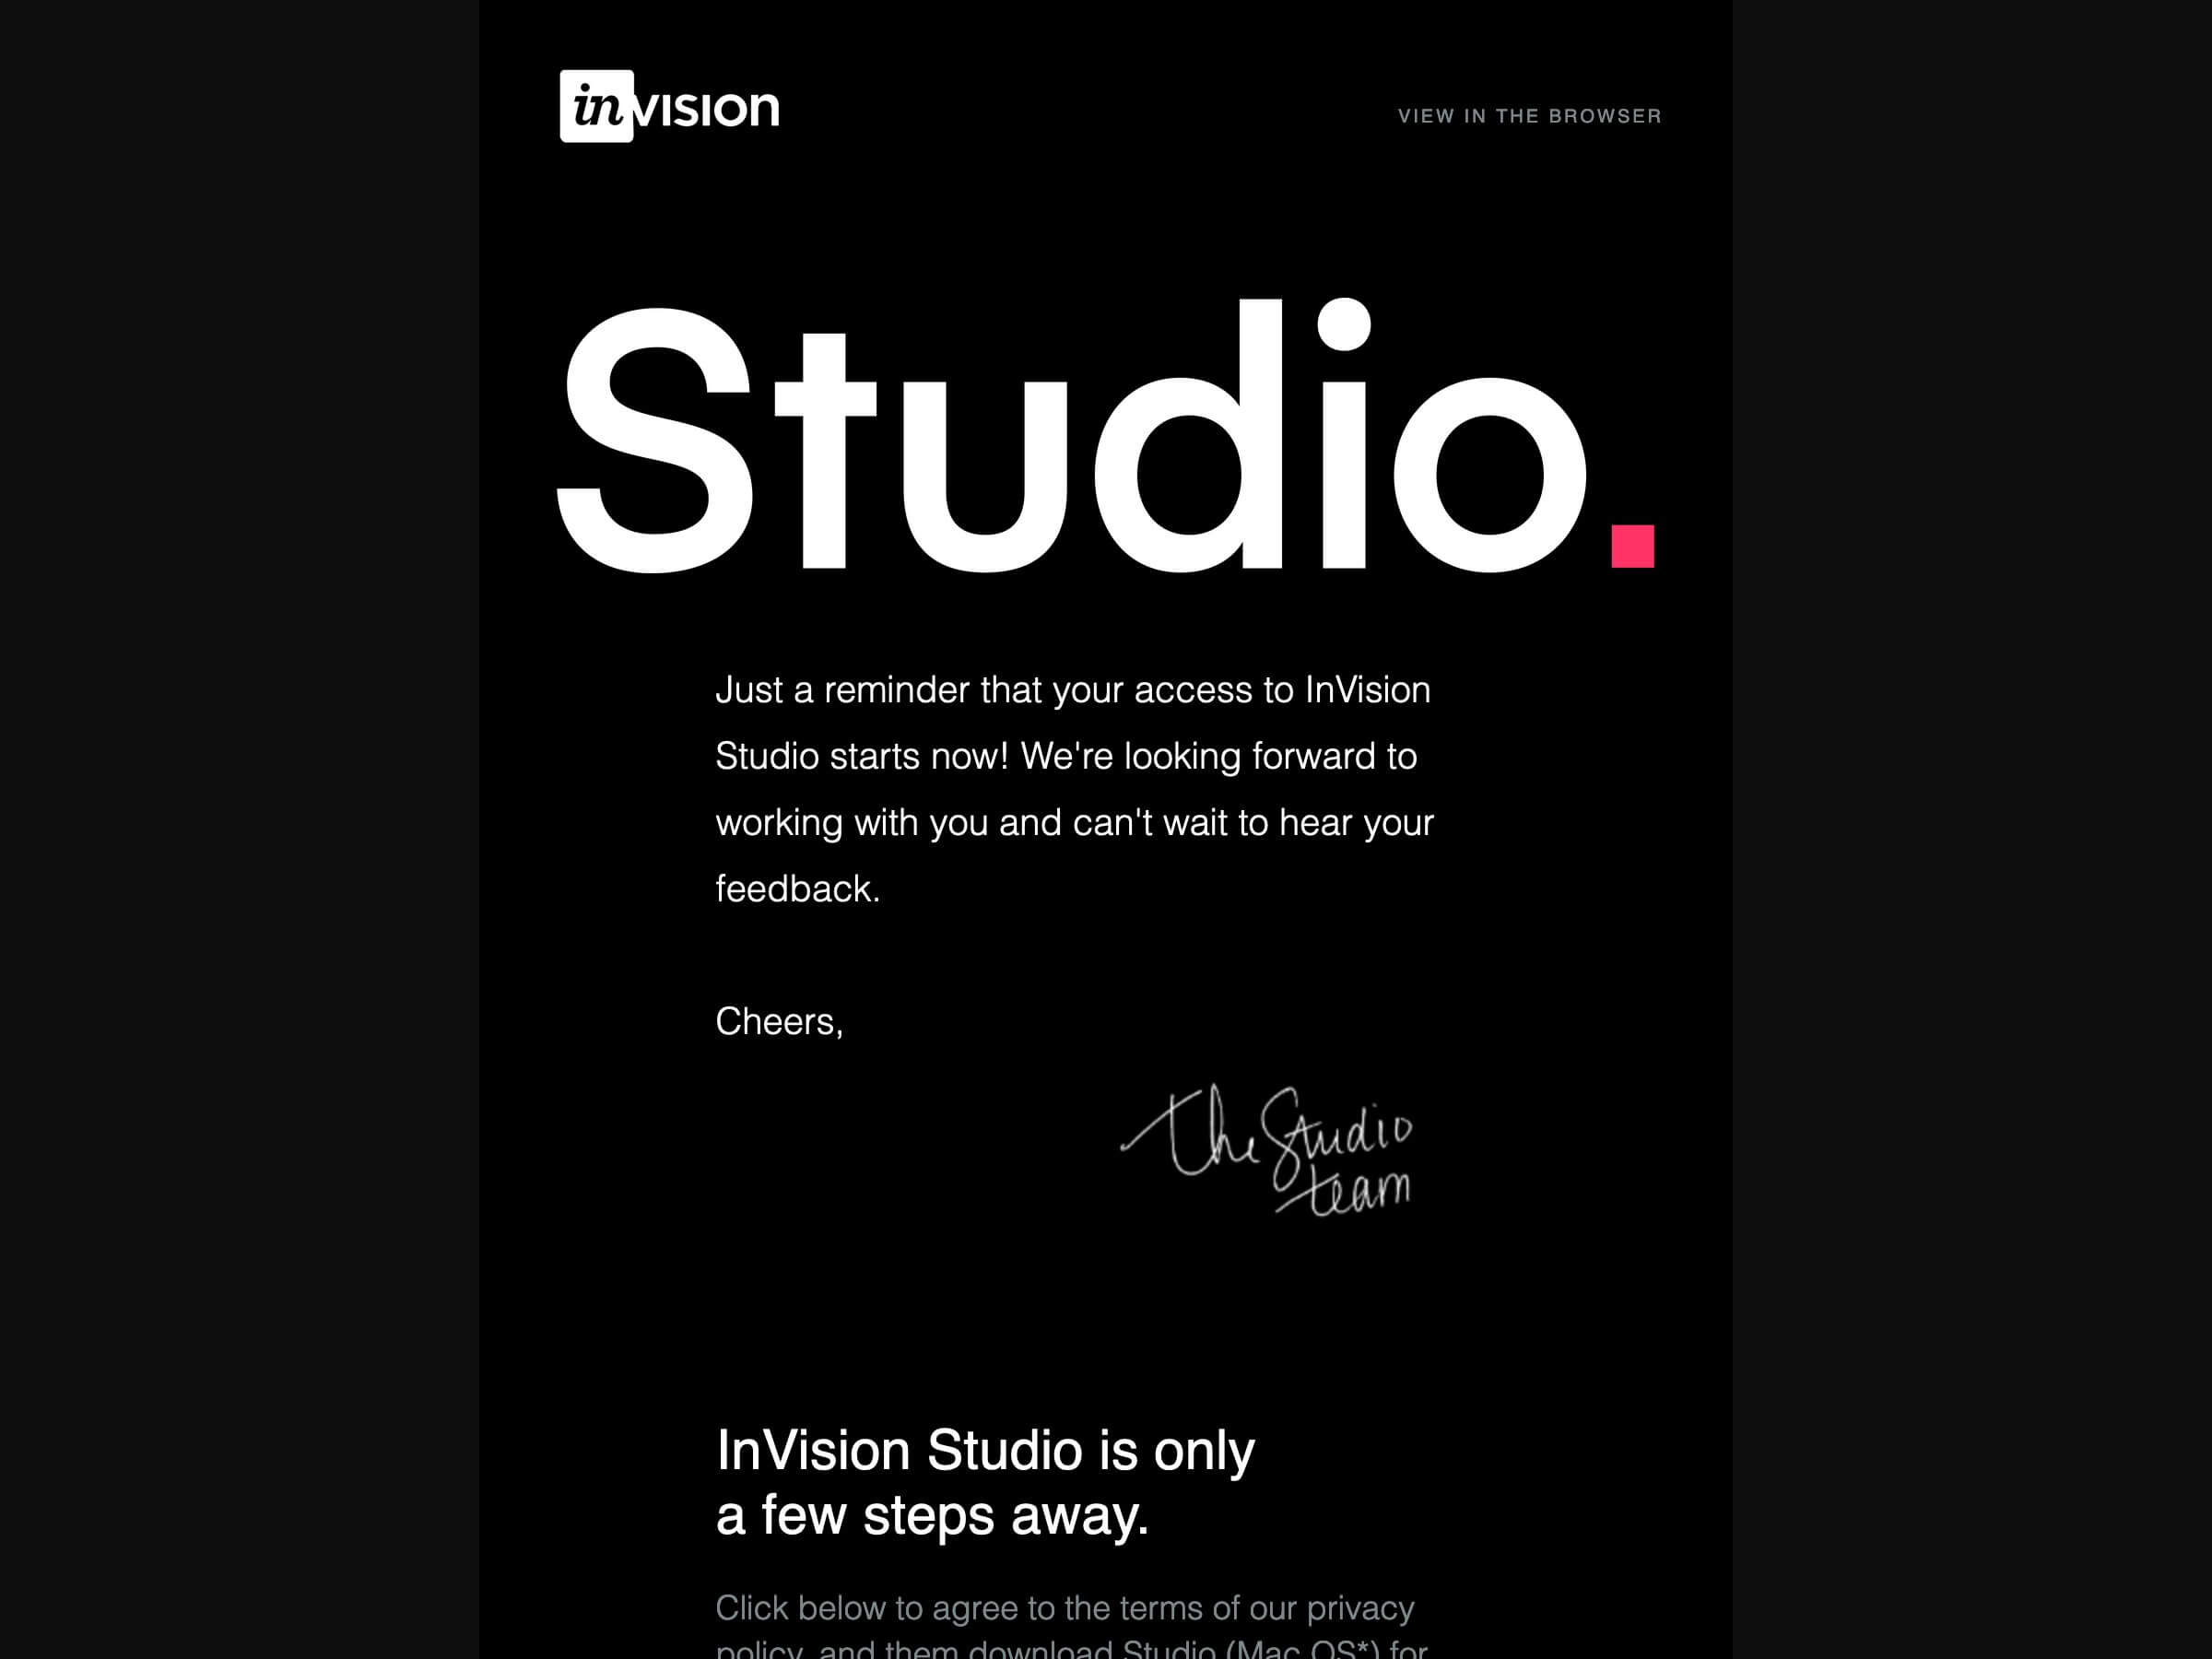 invision
VIEW IN THE BROWSER
Studio.
Just a reminder that your access to InVision
Studio starts now! We're looking forward to
working with you and can't wait to hear your
feedback.
Cheers,
the Studio
team
InVision Studio is only
a few steps away.
Click below to agree to the terms of our privacy
policy, and them download Studio (Mac OS*) for